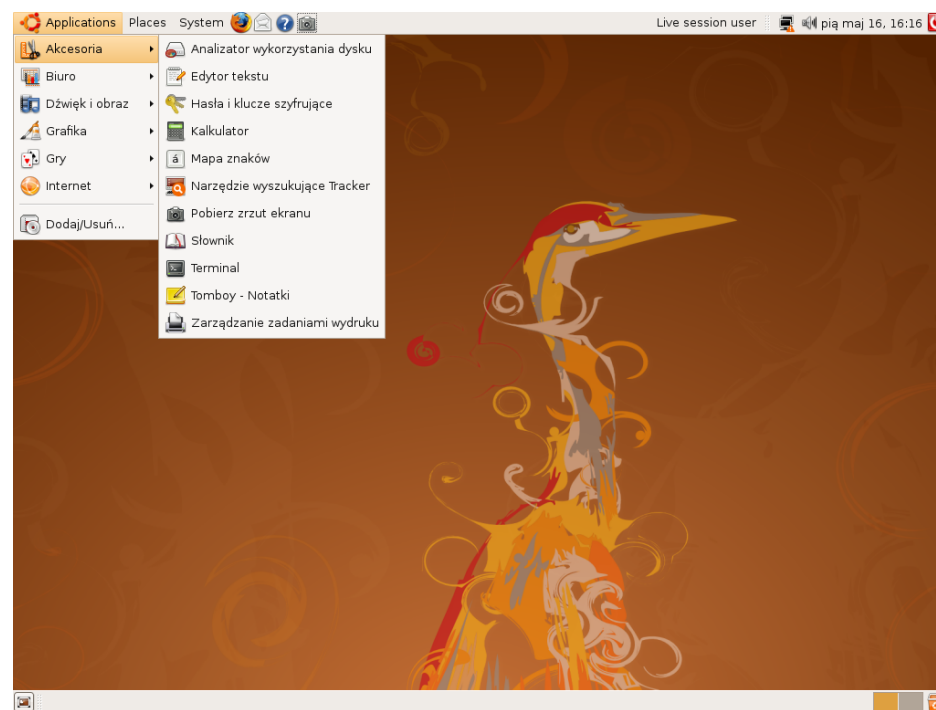 Applications Places System Live session user pią maj 16, 16:16
Akcesoria
Biuro
Dźwięk i obraz
Grafika
Gry
Internet
Dodaj/Usuń...
Analizator wykorzystania dysku
Edytor tekstu
Hasła i klucze szyfrujące
Kalkulator
Mapa znaków
Narzędzie wyszukujące Tracker
Pobierz zrzut ekranu
Słownik
Terminal
Tomboy - Notatki
Zarządzanie zadaniami wydruku